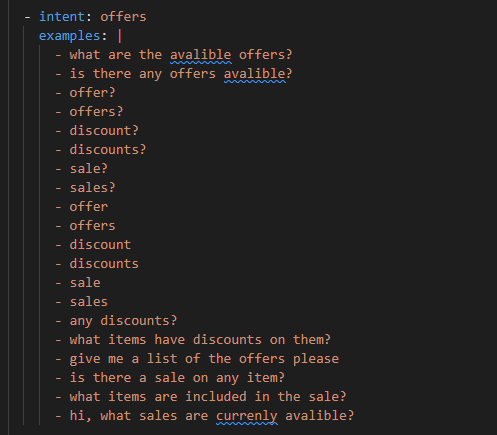 - intent: offers
examples: |
- what are the avalible offers?
- is there any offers avalible?
- offer?
- offers?
- discount?
- discounts?
- sale?
- sales?
- offer
- offers
- discount
- discounts
- sale
- sales
- any discounts?
- what items have discounts on them?
- give me a list of the offers please
- is there a sale on any item?
- what items are included in the sale?
- hi, what sales are currenly avalible?